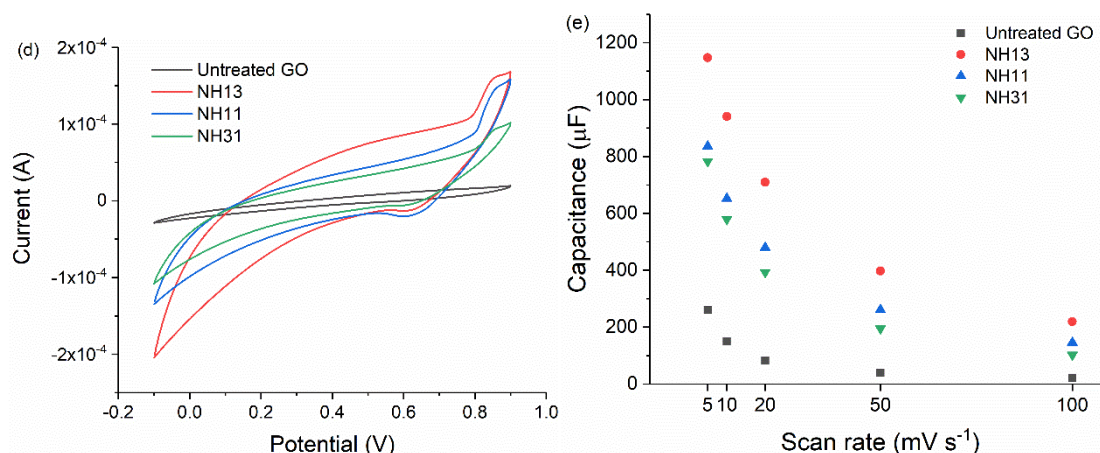 (d)
2x10⁻⁴
1x10⁻⁴
0
-1x10⁻⁴
-2x10⁻⁴
Current (A)
Untreated GO
NH13
NH11
NH31
-0.2 0.0 0.2 0.4 0.6 0.8 1.0
Potential (V)
(e)
1200
1000
800
600
400
200
0
Capacitance (μF)
Untreated GO
NH13
NH11
NH31
5 10 20 50 100
Scan rate (mV s⁻¹)